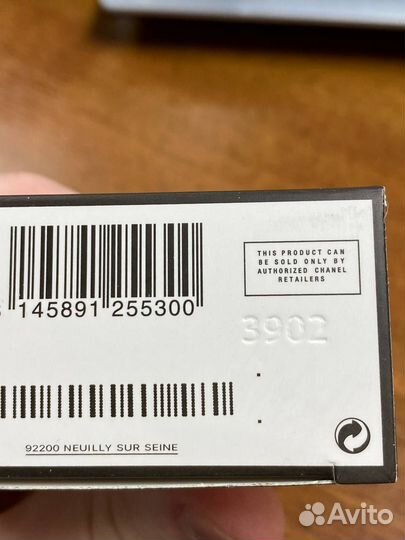 THIS PRODUCT CAN
BE SOLD ONLY BY
AUTHORIZED CHANEL
RETAILERS
145891 255300
3902
92200 NEUILLY SUR SEINE
Avito